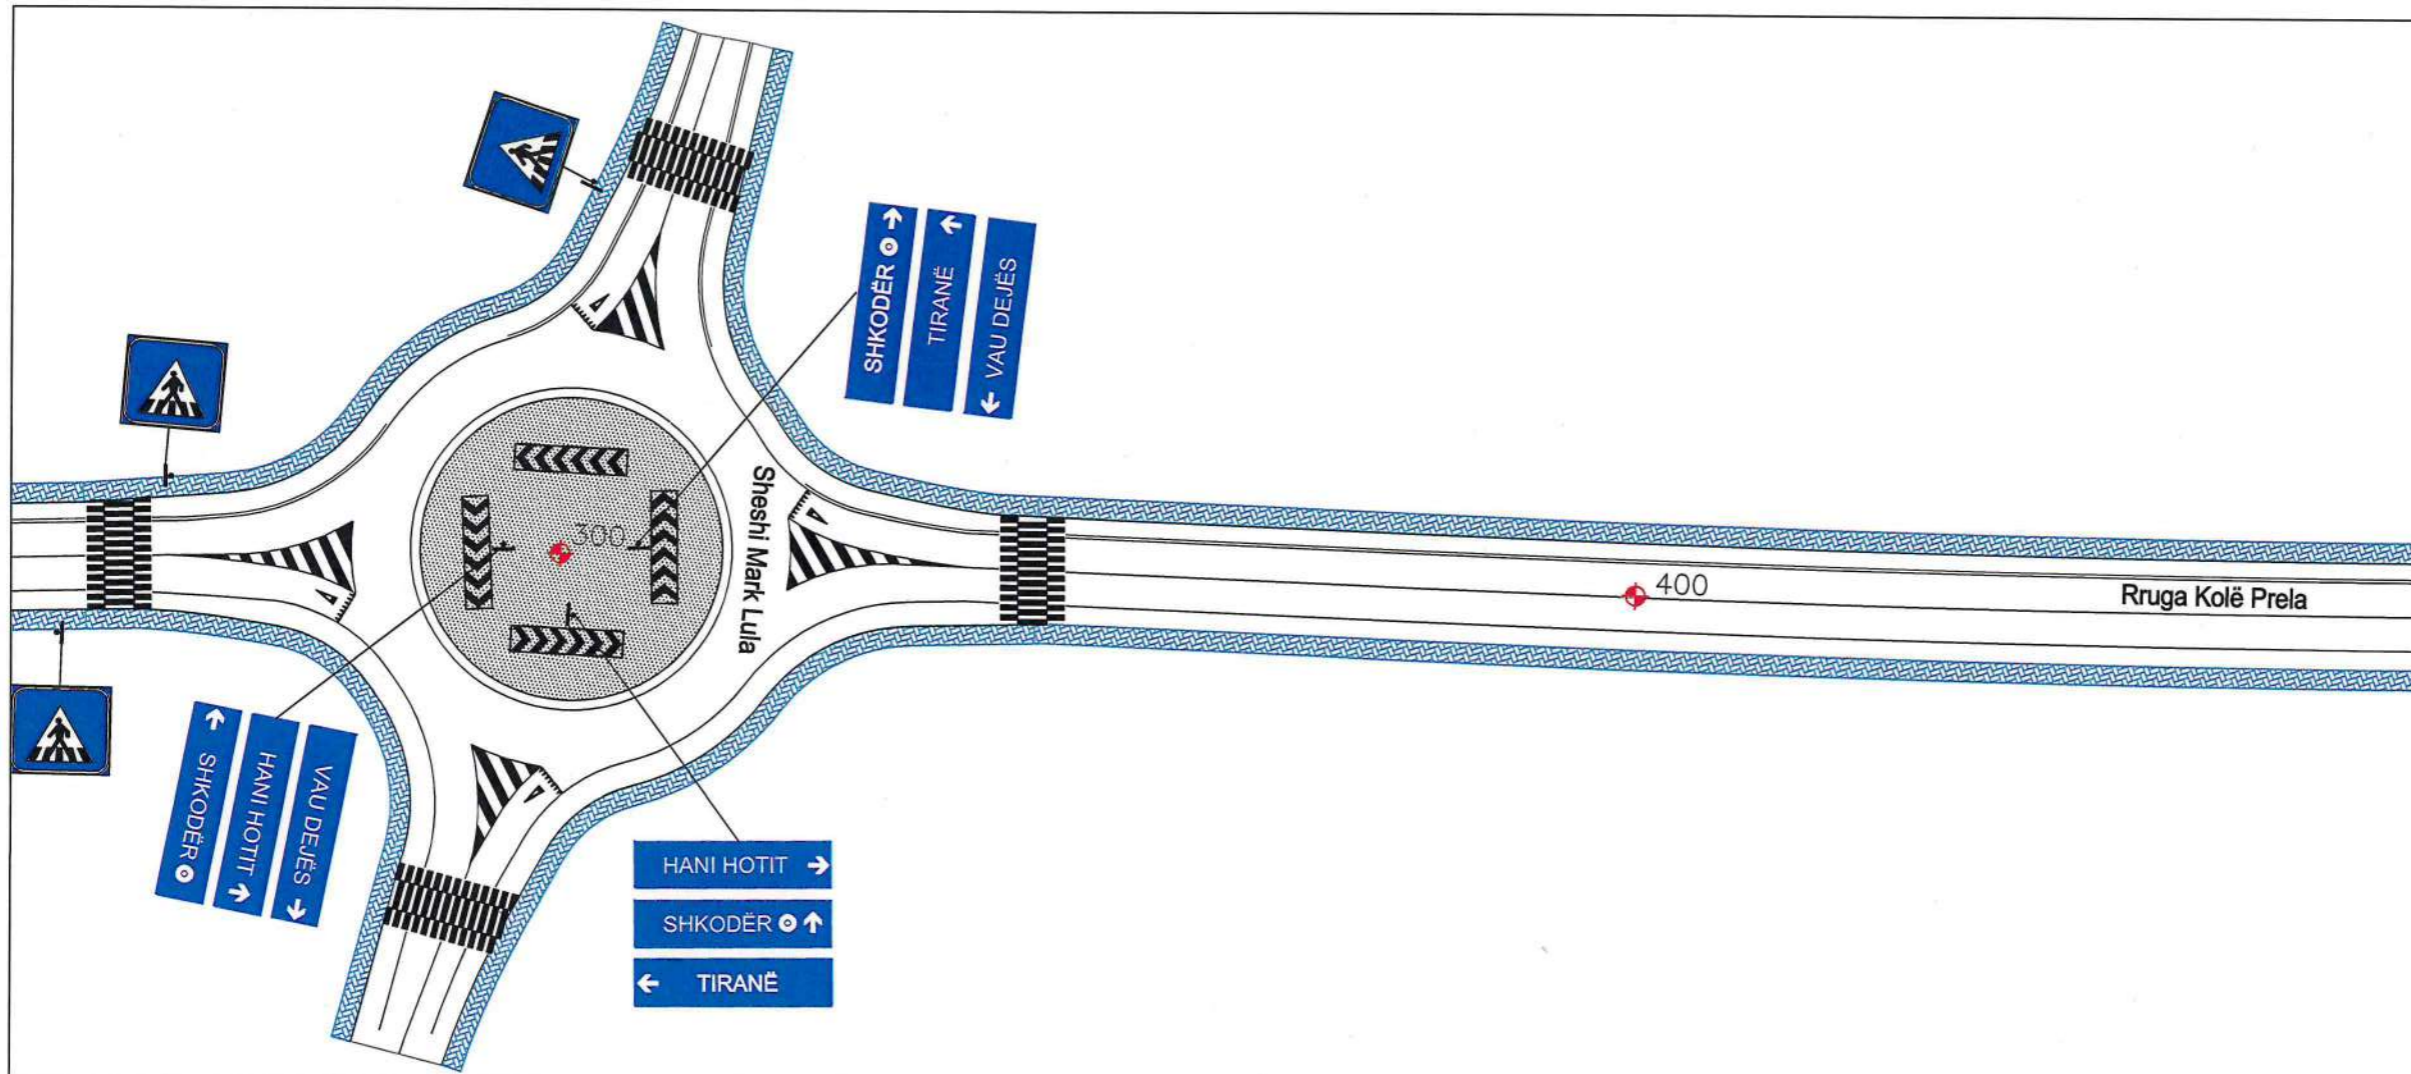 SHKODËR
TIRANË
VAU DEJËS
Sheshi Mark Lula
300
400
Rruga Kolë Prela
SHKODËR
HANI HOTIT
VAU DEJËS
HANI HOTIT
SHKODËR
TIRANË